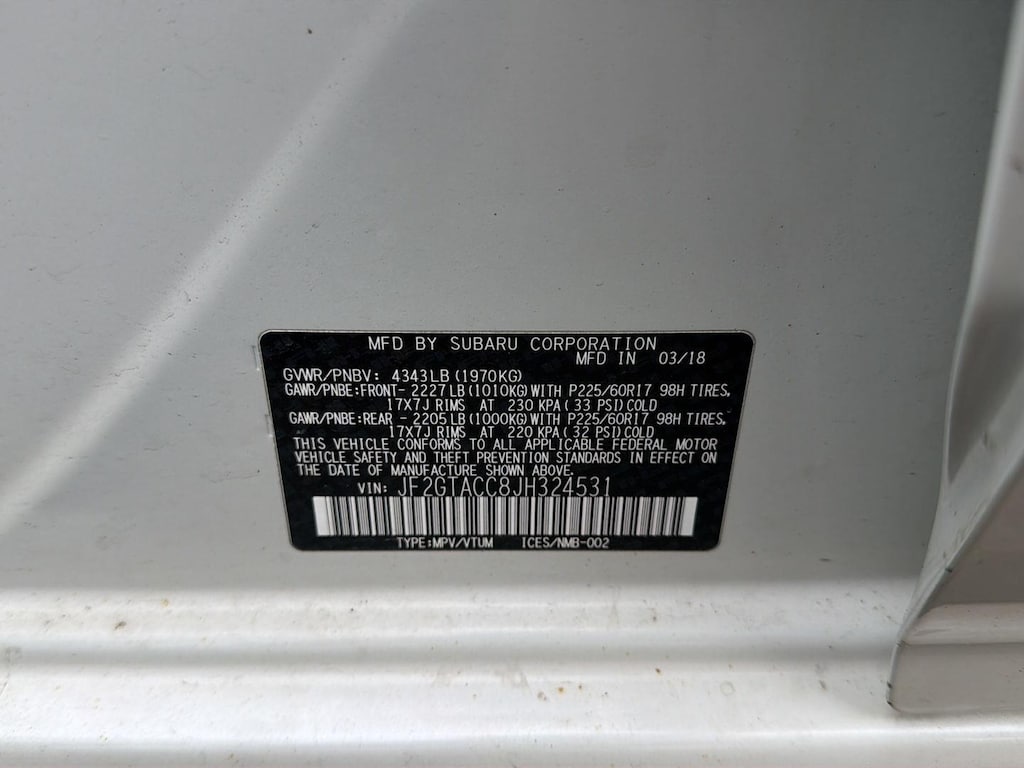 MFD BY SUBARU CORPORATION
MFD IN 03/18
GVWR/PNBV: 4343LB(1970KG)
GAWR/PNBE:FRONT- 2227LB(1010KG)WITH P225/60R17 98H TIRES,
17X7J RIMS AT 230 KPA(33 PSI)COLD
GAWR/PNBE:REAR - 2205LB(1000KG)WITH P225/60R17 98H TIRES.
17X7J RIMS AT 220 KPA(32 PSI)COLD
THIS VEHICLE CONFORMS TO ALL APPLICABLE FEDERAL MOTOR
VEHICLE SAFETY AND THEFT PREVENTION STANDARDS IN EFFECT ON
THE DATE OF MANUFACTURE SHOWN ABOVE.
VIN: JF2GTACC8JH324531
TYPE:MPV/VTUM ICES/NMB-002